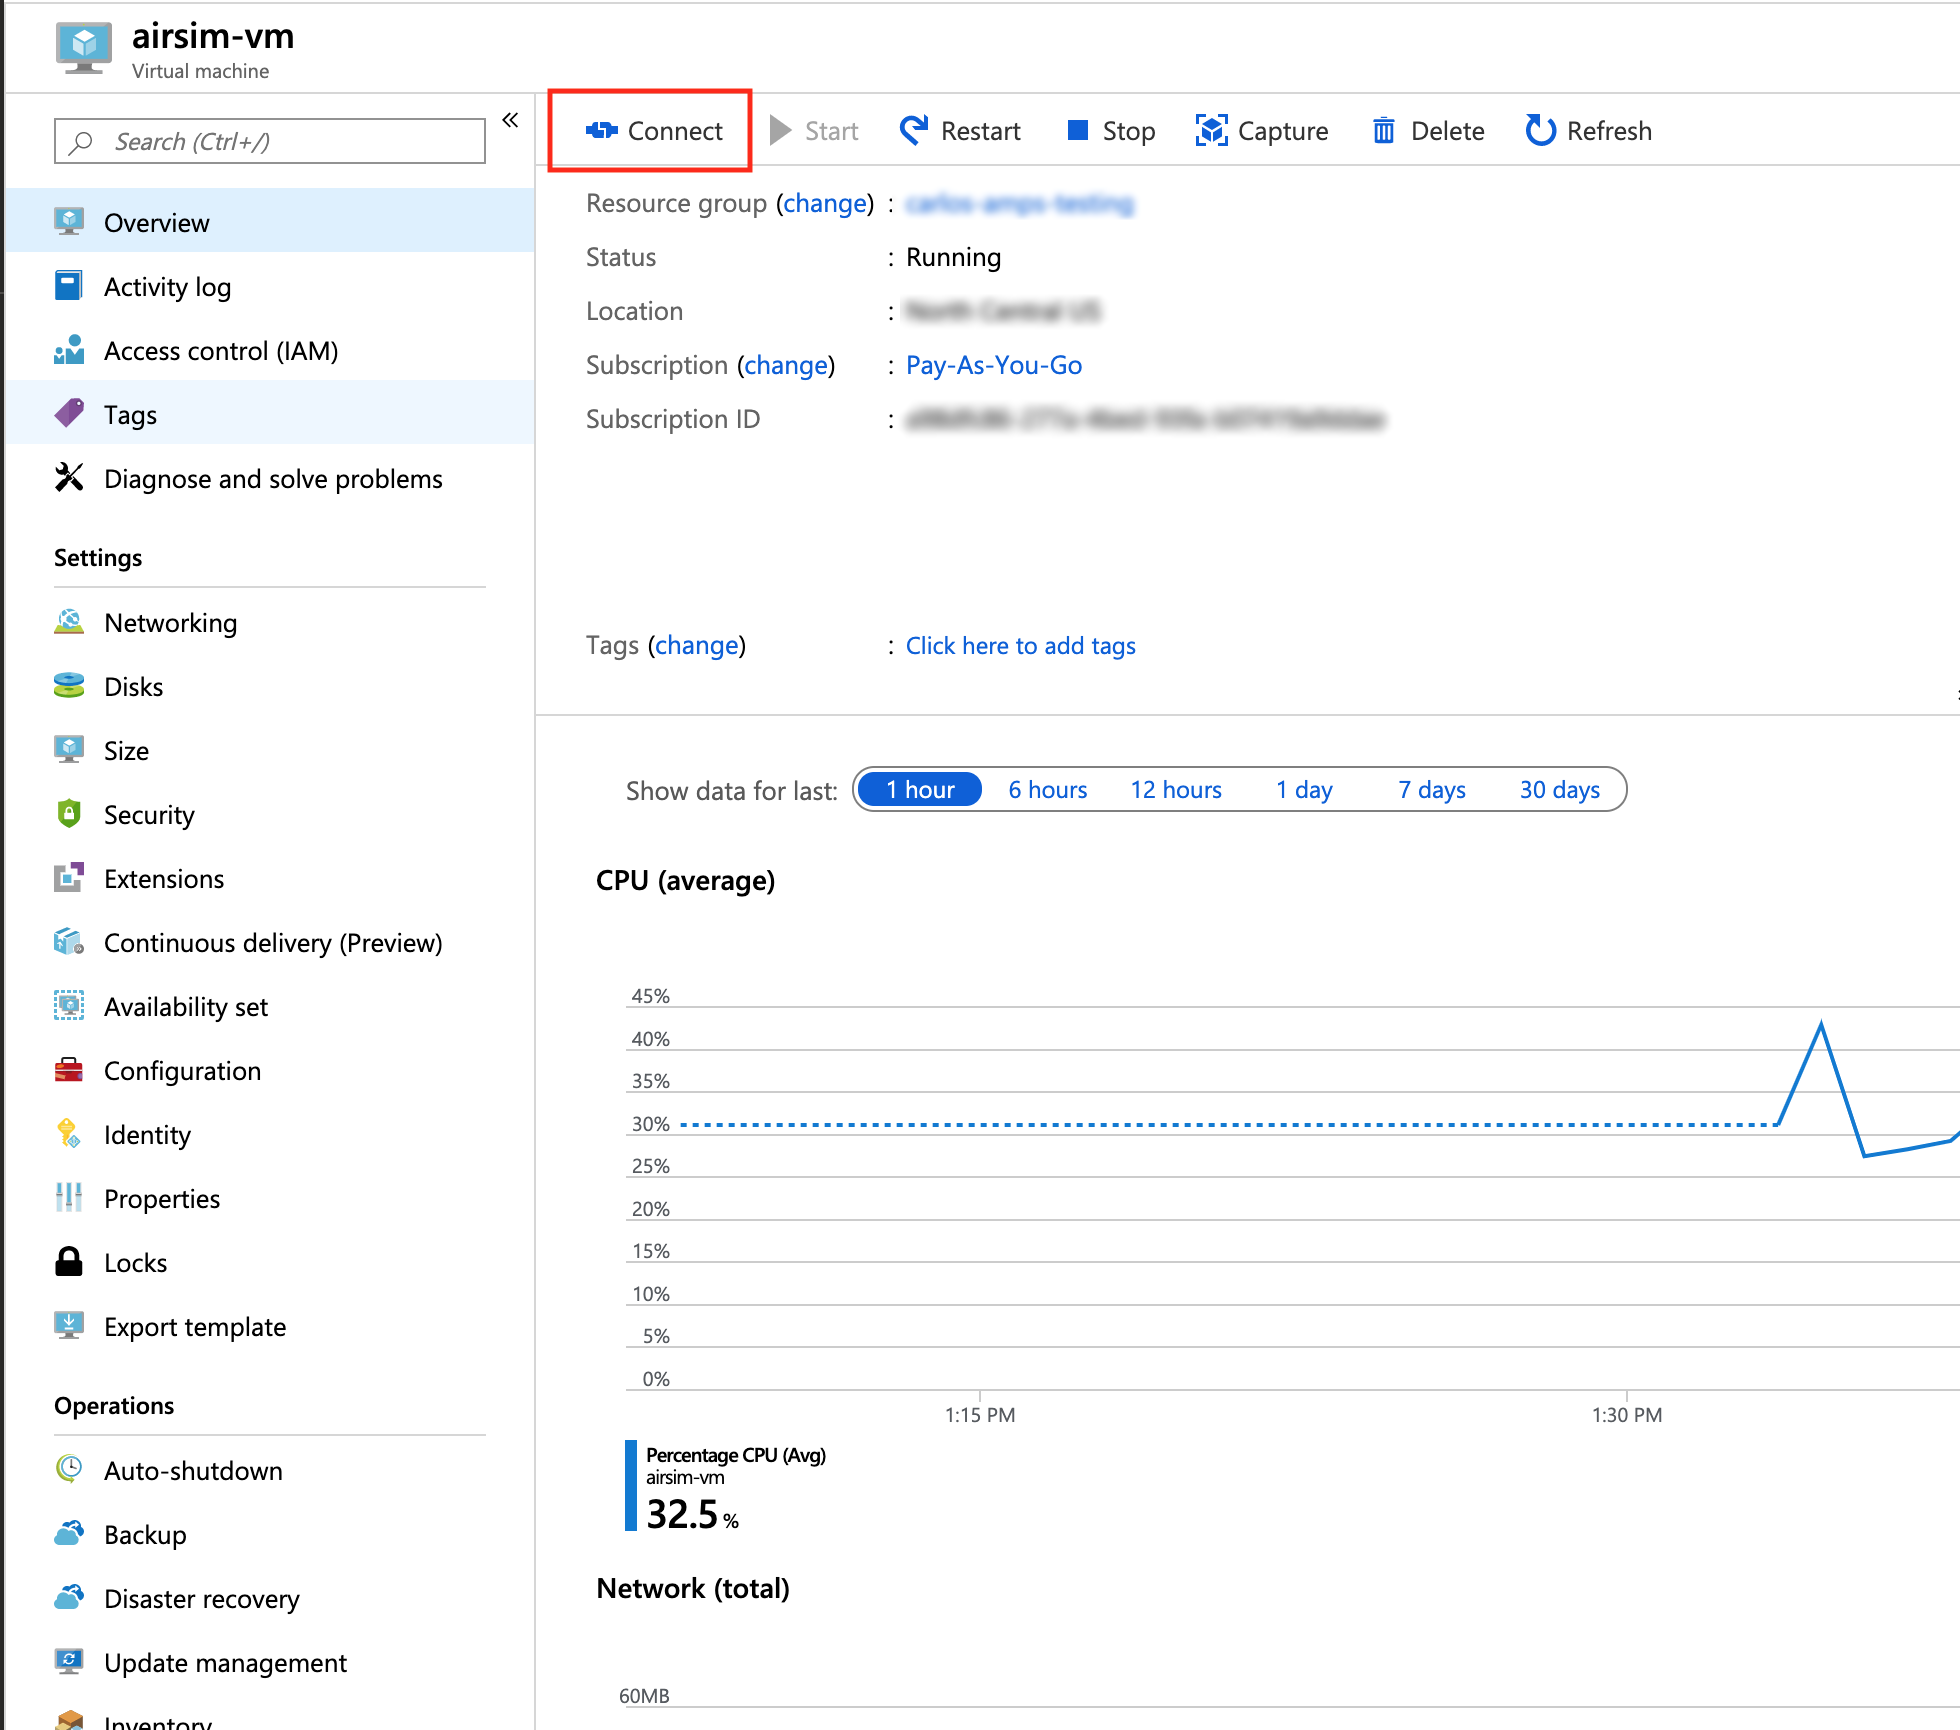 airsim-vm
Virtual machine
Search (Ctrl+/)
«
Overview
Activity log
Access control (IAM)
Tags
Diagnose and solve problems
Settings
Networking
Disks
Size
Security
Extensions
Continuous delivery (Preview)
Availability set
Configuration
Identity
Properties
Locks
Export template
Operations
Auto-shutdown
Backup
Disaster recovery
Update management
Inventory
Connect Start Restart Stop Capture Delete Refresh
Resource group (change) :
Status : Running
Location :
Subscription (change) : Pay-As-You-Go
Subscription ID :
Tags (change) : Click here to add tags
Show data for last: 1 hour 6 hours 12 hours 1 day 7 days 30 days
CPU (average)
45%
40%
35%
30%
25%
20%
15%
10%
5%
0%
1:15 PM 1:30 PM
Percentage CPU (Avg)
airsim-vm
32.5 %
Network (total)
60MB